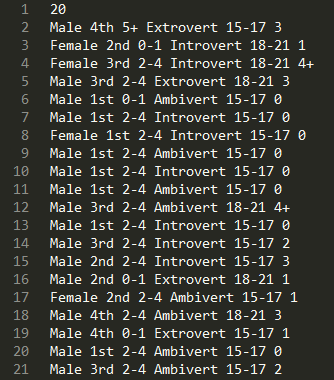 1 20
2 Male 4th 5+ Extrovert 15-17 3
3 Female 2nd 0-1 Introvert 18-21 1
4 Female 3rd 2-4 Introvert 18-21 4+
5 Male 3rd 2-4 Extrovert 18-21 3
6 Male 1st 0-1 Ambivert 15-17 0
7 Male 1st 2-4 Introvert 15-17 0
8 Female 1st 2-4 Introvert 15-17 0
9 Male 1st 2-4 Ambivert 15-17 0
10 Male 1st 2-4 Introvert 15-17 0
11 Male 1st 2-4 Ambivert 15-17 0
12 Male 3rd 2-4 Ambivert 18-21 4+
13 Male 1st 2-4 Introvert 15-17 0
14 Male 3rd 2-4 Introvert 15-17 2
15 Male 2nd 2-4 Introvert 15-17 3
16 Male 2nd 0-1 Extrovert 18-21 1
17 Female 2nd 2-4 Ambivert 15-17 1
18 Male 4th 2-4 Ambivert 18-21 3
19 Male 4th 0-1 Extrovert 15-17 1
20 Male 1st 2-4 Ambivert 15-17 0
21 Male 3rd 2-4 Ambivert 15-17 2